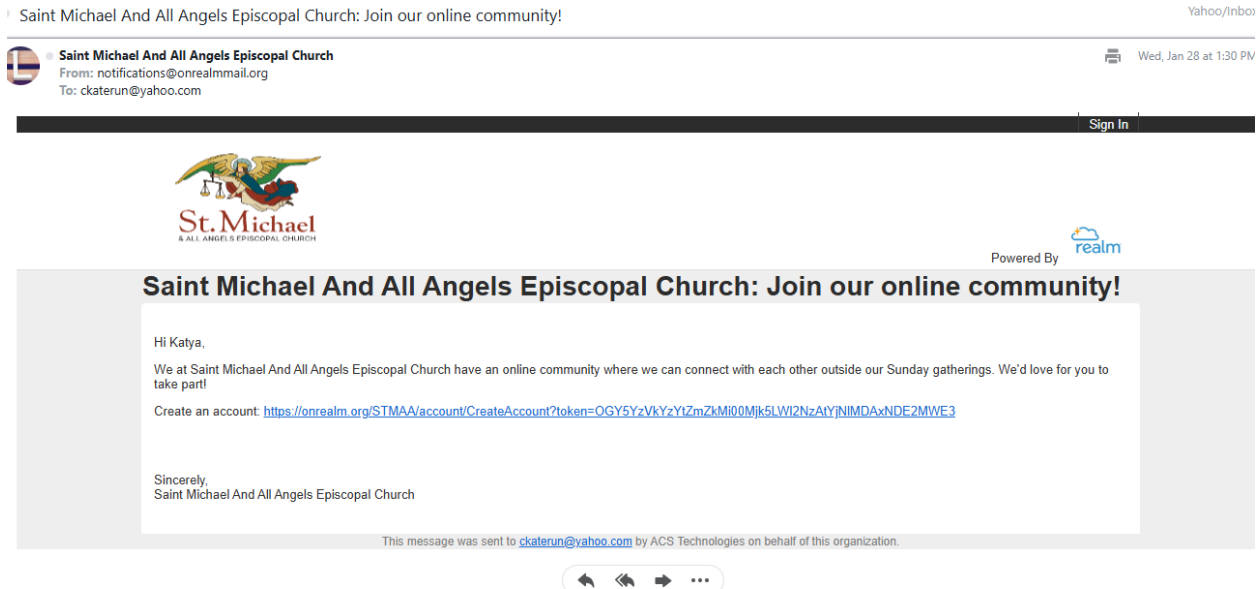 Saint Michael And All Angels Episcopal Church: Join our online community!
Yahoo/Inbox
Saint Michael And All Angels Episcopal Church
From: notifications@onrealmmail.org
To: ckaterun@yahoo.com
Wed, Jan 28 at 1:30 PM
Sign In
St. Michael
& ALL ANGELS EPISCOPAL CHURCH
Powered By realm
Saint Michael And All Angels Episcopal Church: Join our online community!
Hi Katya,
We at Saint Michael And All Angels Episcopal Church have an online community where we can connect with each other outside our Sunday gatherings. We'd love for you to
take part!
Create an account: https://onrealm.org/STMAA/account/CreateAccount?token=OGY5YzVkYzYtZmZkMi00Mjk5LWI2NzAtYjNlMDAxNDE2MWE3
Sincerely,
Saint Michael And All Angels Episcopal Church
This message was sent to ckaterun@yahoo.com by ACS Technologies on behalf of this organization.